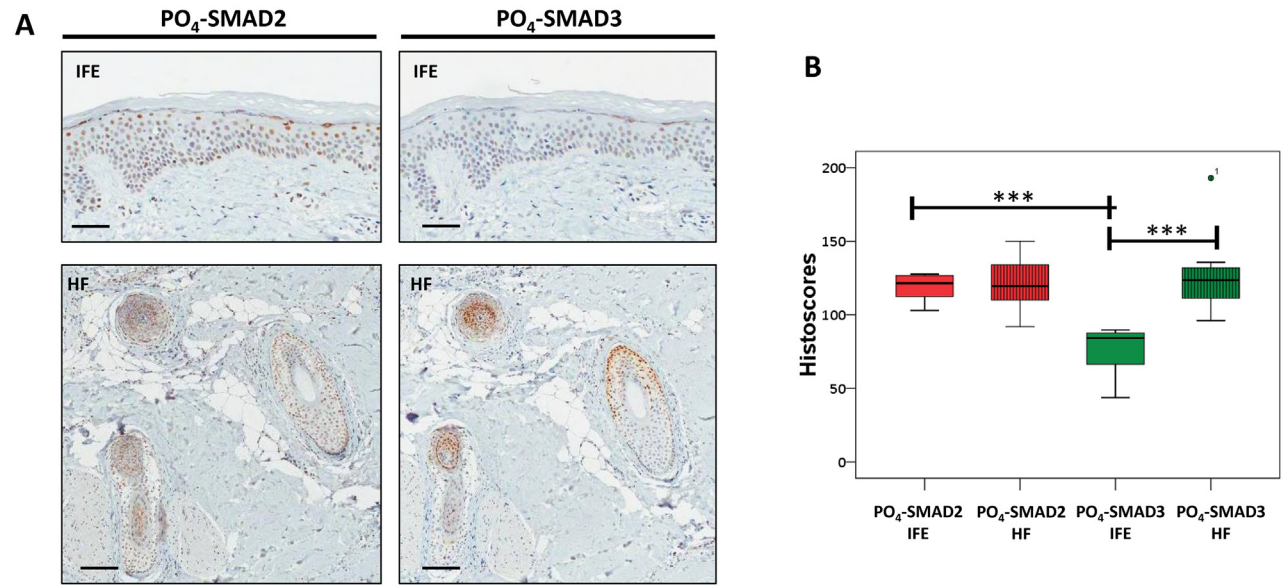 A
PO4-SMAD2
PO4-SMAD3
IFE
IFE
HF
HF
B
Histoscores
200
150
100
50
0
***
***
1
PO4-SMAD2
IFE
PO4-SMAD2
HF
PO4-SMAD3
IFE
PO4-SMAD3
HF